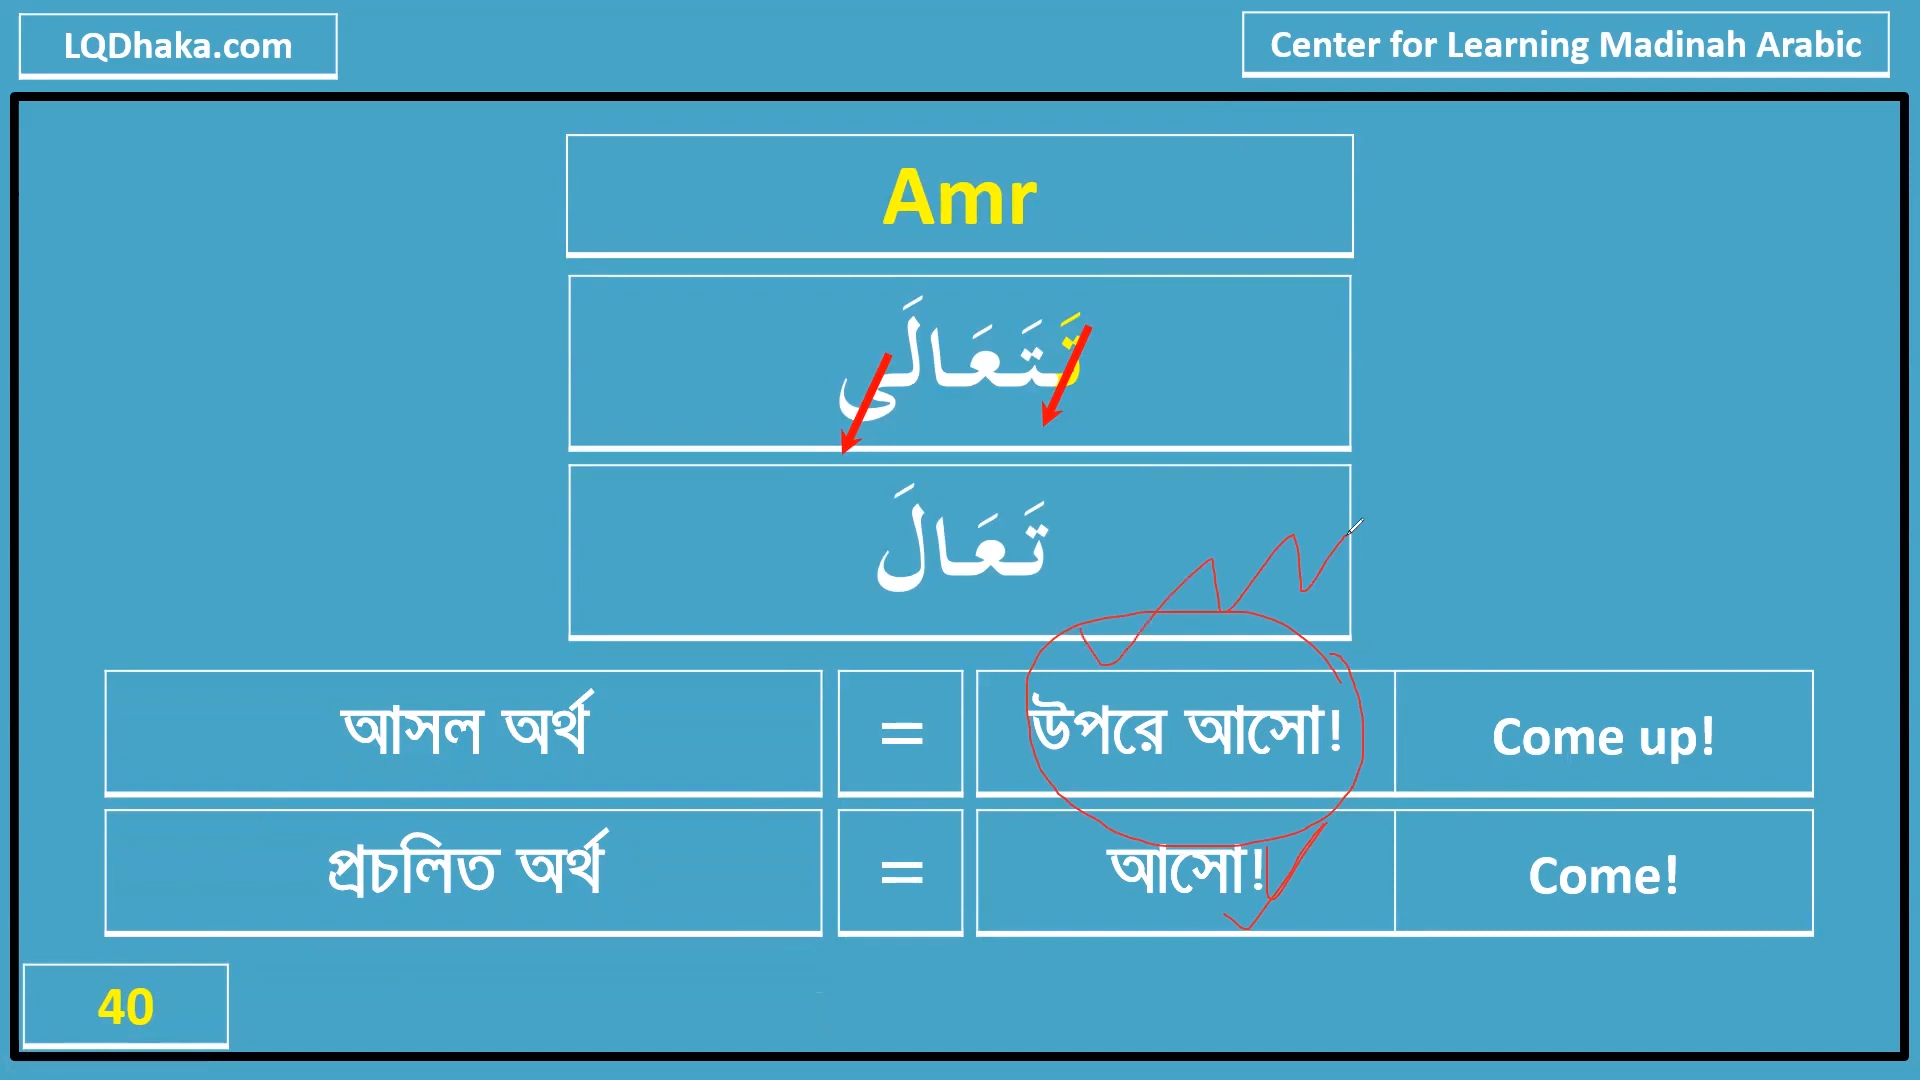 LQDhaka.com
Center for Learning Madinah Arabic
Amr
تَتَعَالَى
تَعَالَ
আসল অর্থ = উপরে আসো! Come up!
প্রচলিত অর্থ = আসো! Come!
40